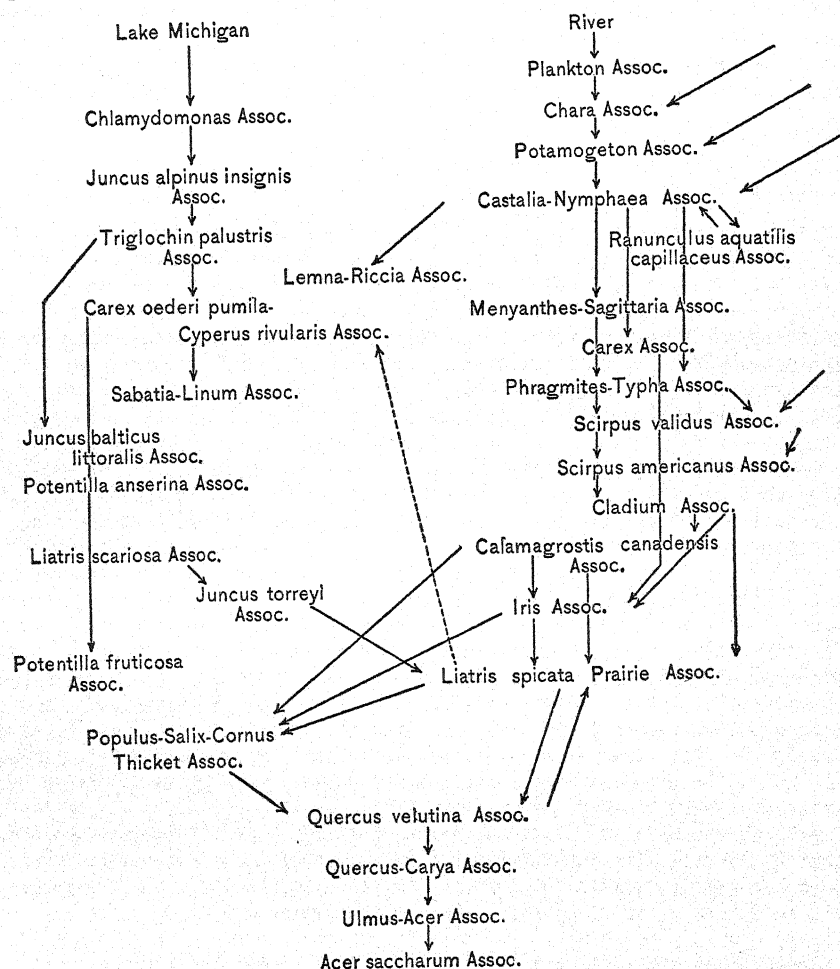 Lake Michigan
Chlamydomonas Assoc.
Juncus alpinus insignis
Assoc.
Triglochin palustris
Assoc.
Carex oederi pumila-
Cyperus rivularis Assoc.
Sabatia-Linum Assoc.
Juncus balticus
littoralis Assoc.
Potentilla anserina Assoc.
Liatris scariosa Assoc.
Juncus torreyi
Assoc.
Potentilla fruticosa
Assoc.
Populus-Salix-Cornus
Thicket Assoc.
River
Plankton Assoc.
Chara Assoc.
Potamogeton Assoc.
Castalia-Nymphaea Assoc.
Ranunculus aquatilis
capillaceus Assoc.
Lemna-Riccia Assoc.
Menyanthes-Sagittaria Assoc.
Carex Assoc.
Phragmites-Typha Assoc.
Scirpus validus Assoc.
Scirpus americanus Assoc.
Cladium Assoc.
Calamagrostis canadensis
Assoc.
Iris Assoc.
Liatris spicata Prairie Assoc.
Quercus velutina Assoc.
Quercus-Carya Assoc.
Ulmus-Acer Assoc.
Acer saccharum Assoc.